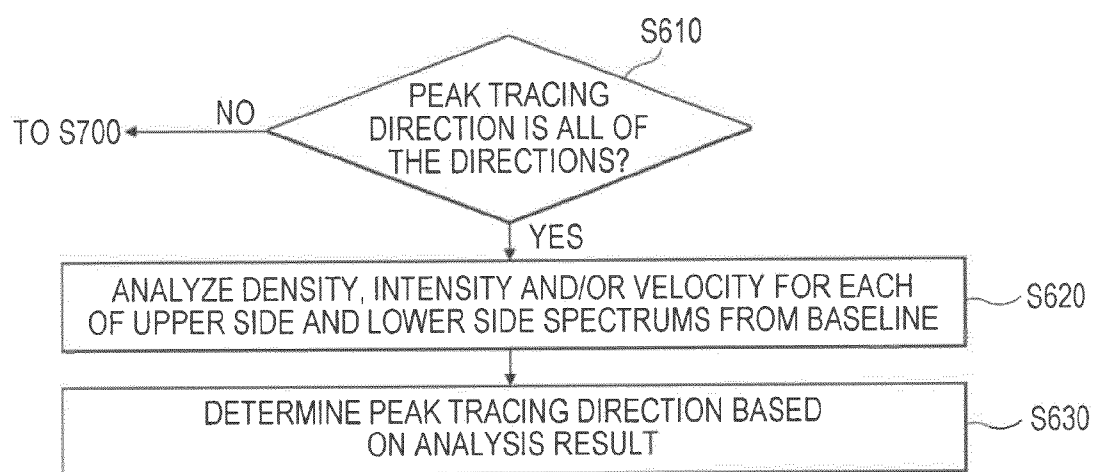 S610
PEAK TRACING
DIRECTION IS ALL OF
THE DIRECTIONS?
NO
TO S700
YES
ANALYZE DENSITY, INTENSITY AND/OR VELOCITY FOR EACH
OF UPPER SIDE AND LOWER SIDE SPECTRUMS FROM BASELINE
S620
DETERMINE PEAK TRACING DIRECTION BASED
ON ANALYSIS RESULT
S630